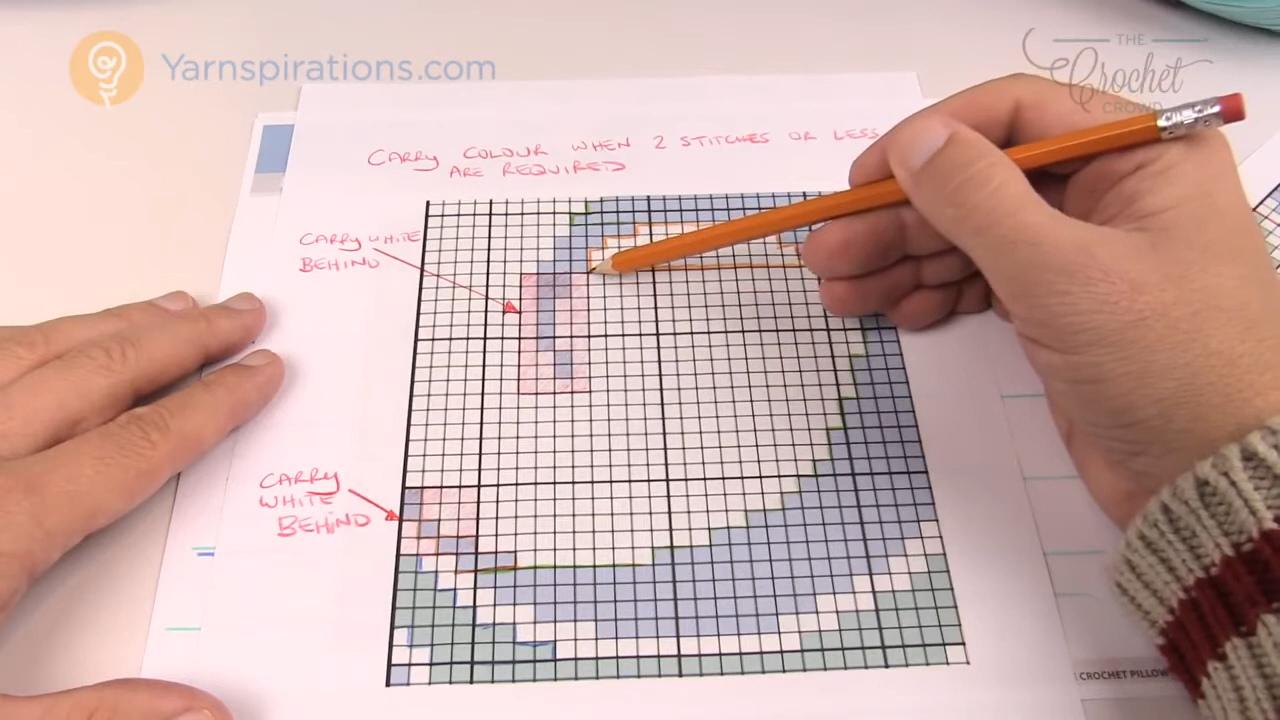 Yarnspirations.com
THE
Crochet
CROWD
CARRY COLOUR WHEN 2 STITCHES OR LESS
ARE REQUIRED
CARRY WHITE
BEHIND
CARRY
WHITE
BEHIND
CROCHET PILLOW